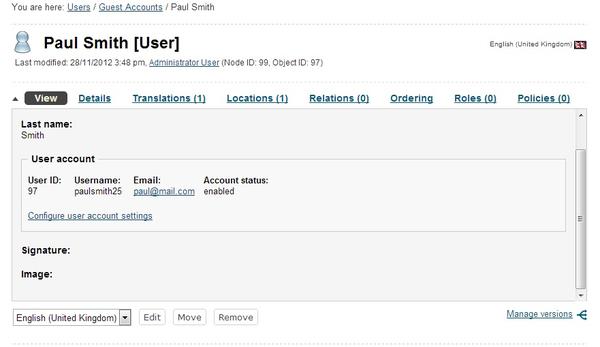 You are here: Users / Guest Accounts / Paul Smith
Paul Smith [User]
English (United Kingdom)
Last modified: 28/11/2012 3:48 pm, Administrator User (Node ID: 99, Object ID: 97)
View Details Translations (1) Locations (1) Relations (0) Ordering Roles (0) Policies (0)
Last name:
Smith
User account
User ID: Username: Email: Account status:
97 paulsmith25 paul@mail.com enabled
Configure user account settings
Signature:
Image:
English (United Kingdom) Edit Move Remove
Manage versions